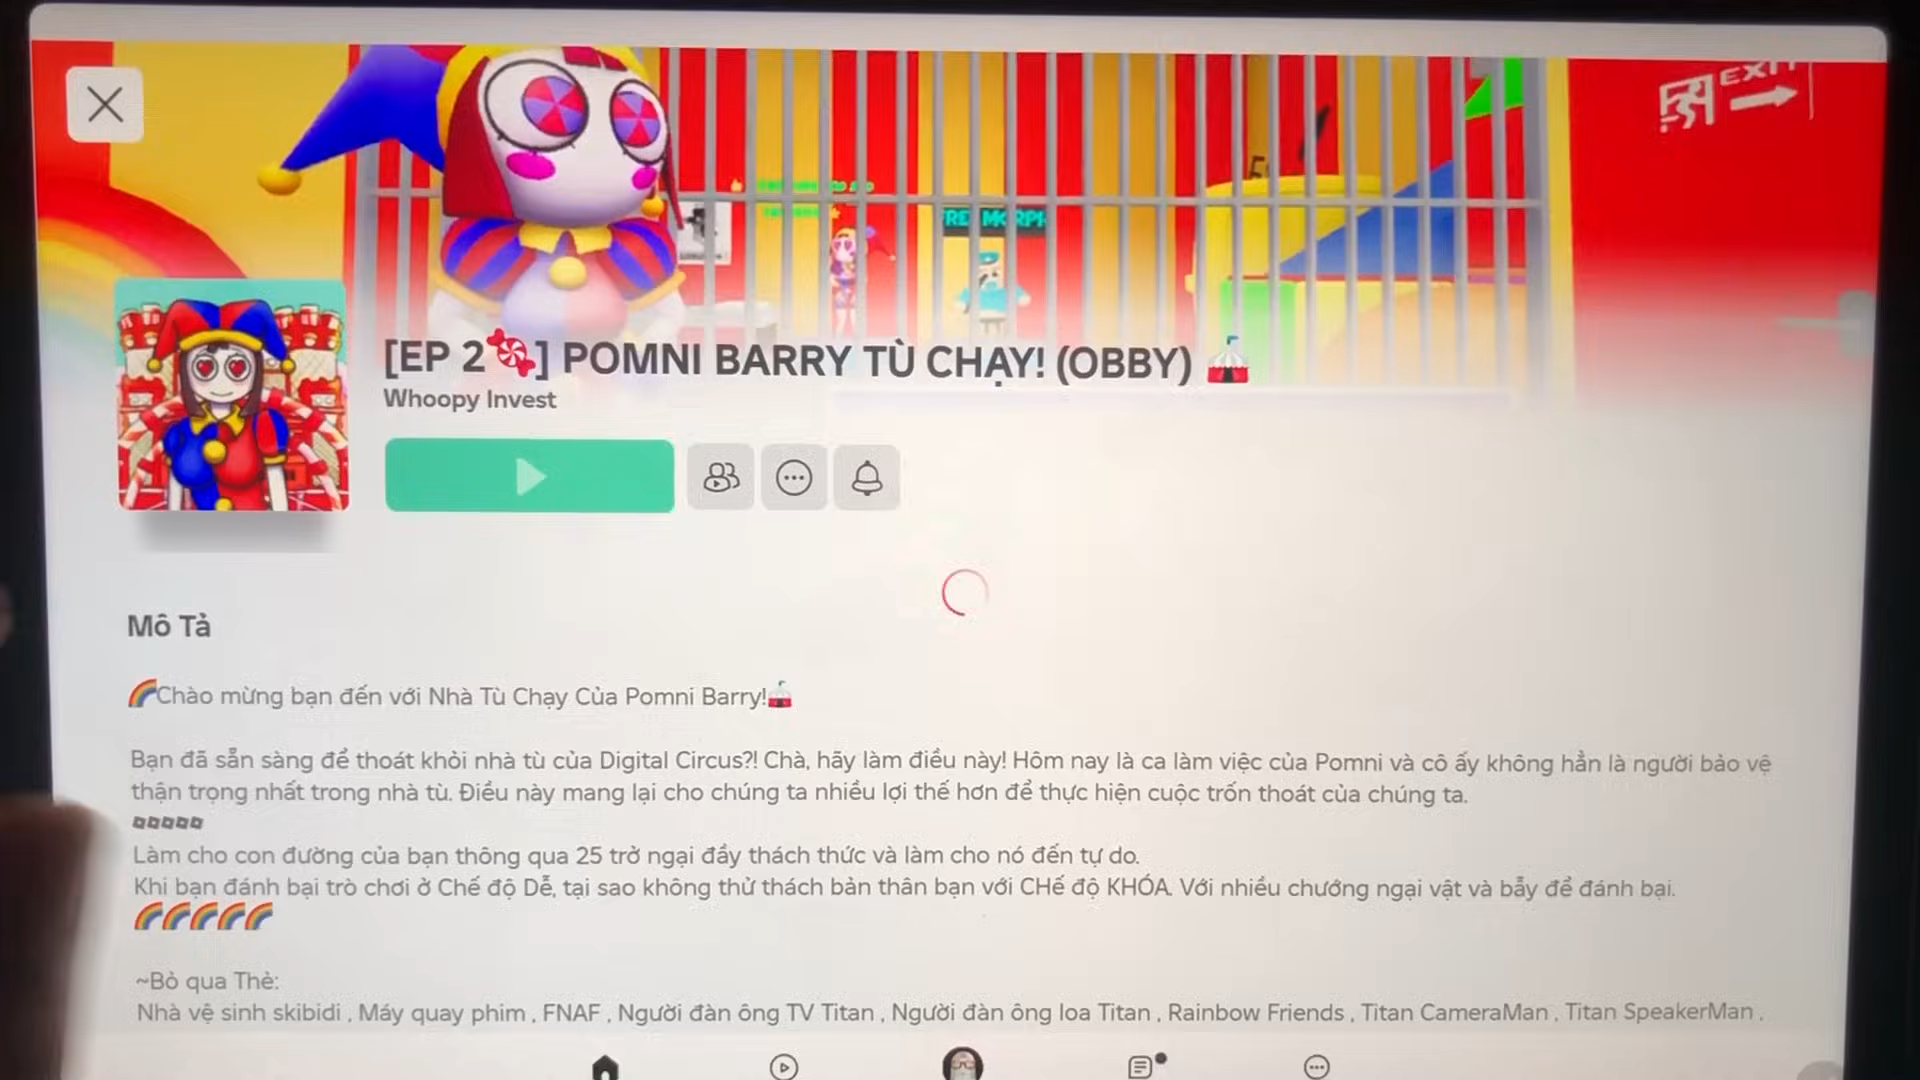 EXIT
FREE MORPH
[EP 2🍬] POMNI BARRY TÙ CHẠY! (OBBY) 🎪
Whoopy Invest
Mô Tả
🌈Chào mừng bạn đến với Nhà Tù Chạy Của Pomni Barry!🎪
Bạn đã sẵn sàng để thoát khỏi nhà tù của Digital Circus?! Chà, hãy làm điều này! Hôm nay là ca làm việc của Pomni và cô ấy không hẳn là người bảo vệ
thận trọng nhất trong nhà tù. Điều này mang lại cho chúng ta nhiều lợi thế hơn để thực hiện cuộc trốn thoát của chúng ta.
Làm cho con đường của bạn thông qua 25 trở ngại đầy thách thức và làm cho nó đến tự do.
Khi bạn đánh bại trò chơi ở Chế độ Dễ, tại sao không thử thách bản thân bạn với CHế độ KHÓA. Với nhiều chướng ngại vật và bẫy để đánh bại.
🌈🌈🌈🌈🌈
~Bỏ qua Thẻ:
Nhà vệ sinh skibidi , Máy quay phim , FNAF , Người đàn ông TV Titan , Người đàn ông loa Titan , Rainbow Friends , Titan CameraMan , Titan SpeakerMan ,